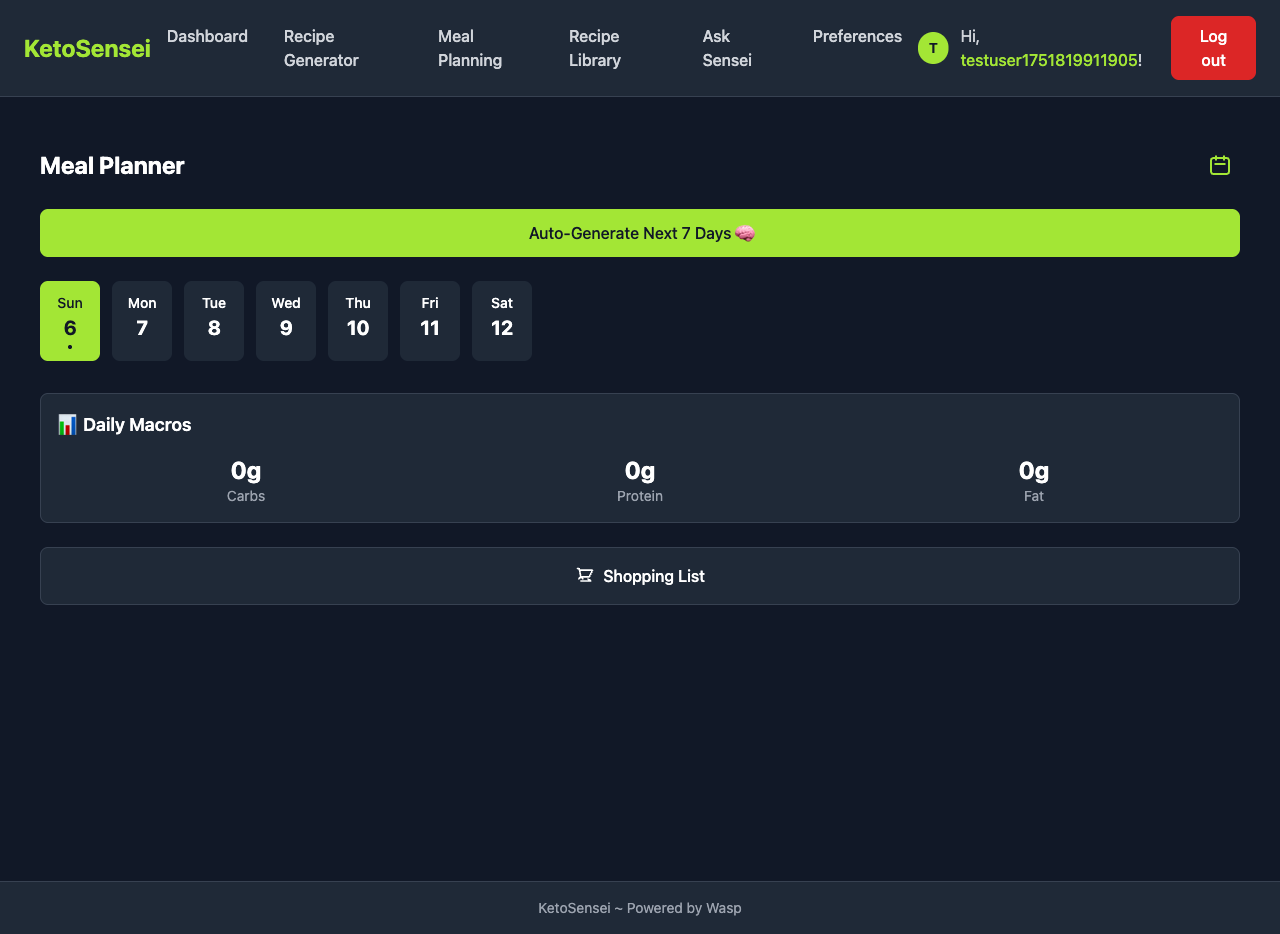 KetoSensei
Dashboard
Recipe
Generator
Meal
Planning
Recipe
Library
Ask
Sensei
Preferences
T
Hi,
testuser1751819911905!
Log
out
Meal Planner
Auto-Generate Next 7 Days 🧠
Sun
6
Mon
7
Tue
8
Wed
9
Thu
10
Fri
11
Sat
12
📊 Daily Macros
0g
Carbs
0g
Protein
0g
Fat
Shopping List
KetoSensei ~ Powered by Wasp